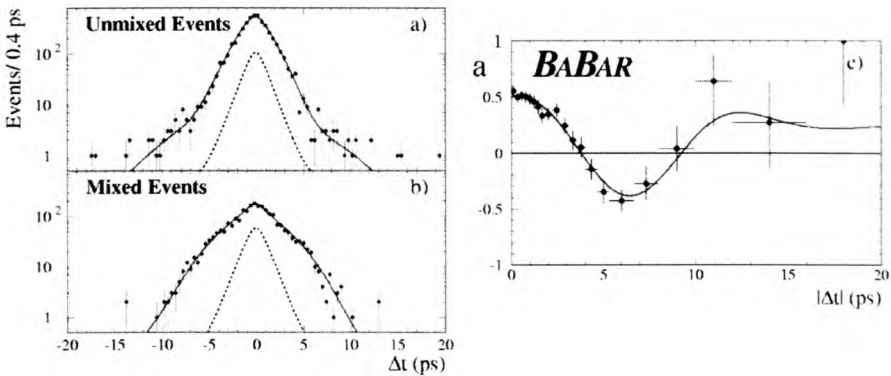 Events/ 0.4 ps
Unmixed Events
a)
10²
10
1
Mixed Events
b)
10²
10
1
-20 -15 -10 -5 0 5 10 15 20
Δt (ps)
a
BABAR
c)
1
0.5
0
-0.5
-1
0 5 10 15 20
|Δt| (ps)